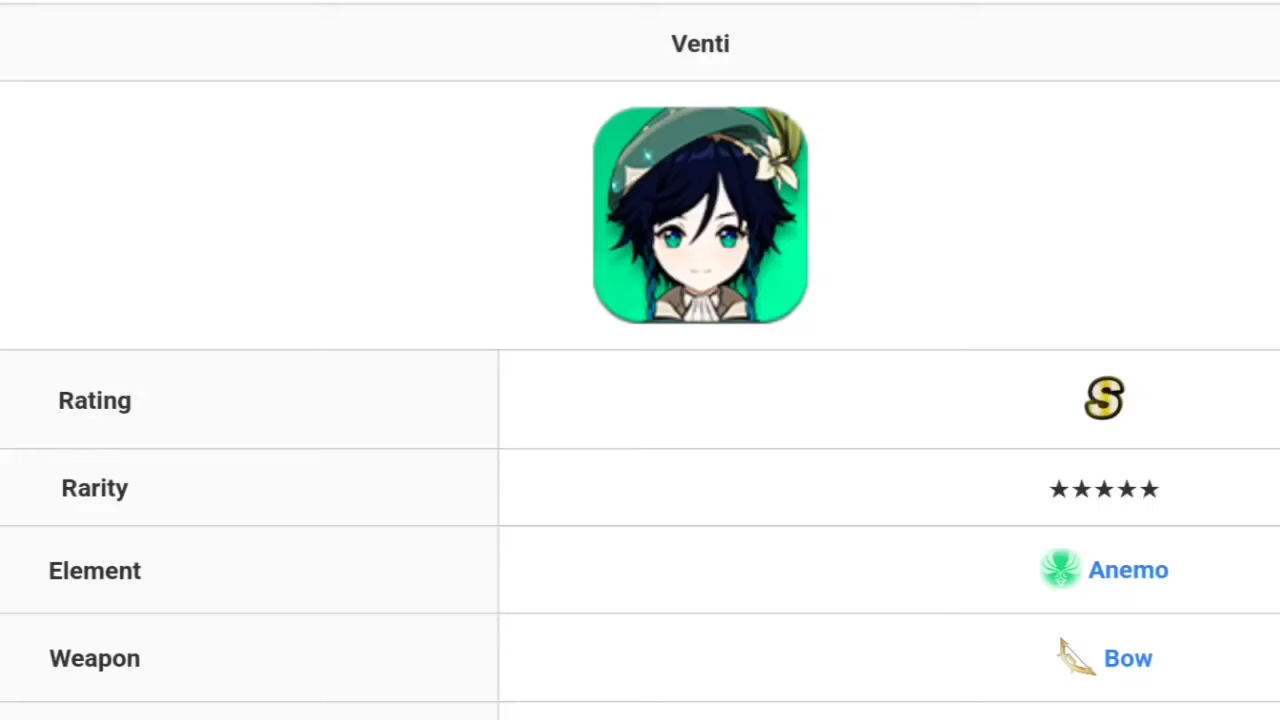 Venti
Rating S
Rarity ★★★★★
Element Anemo
Weapon Bow